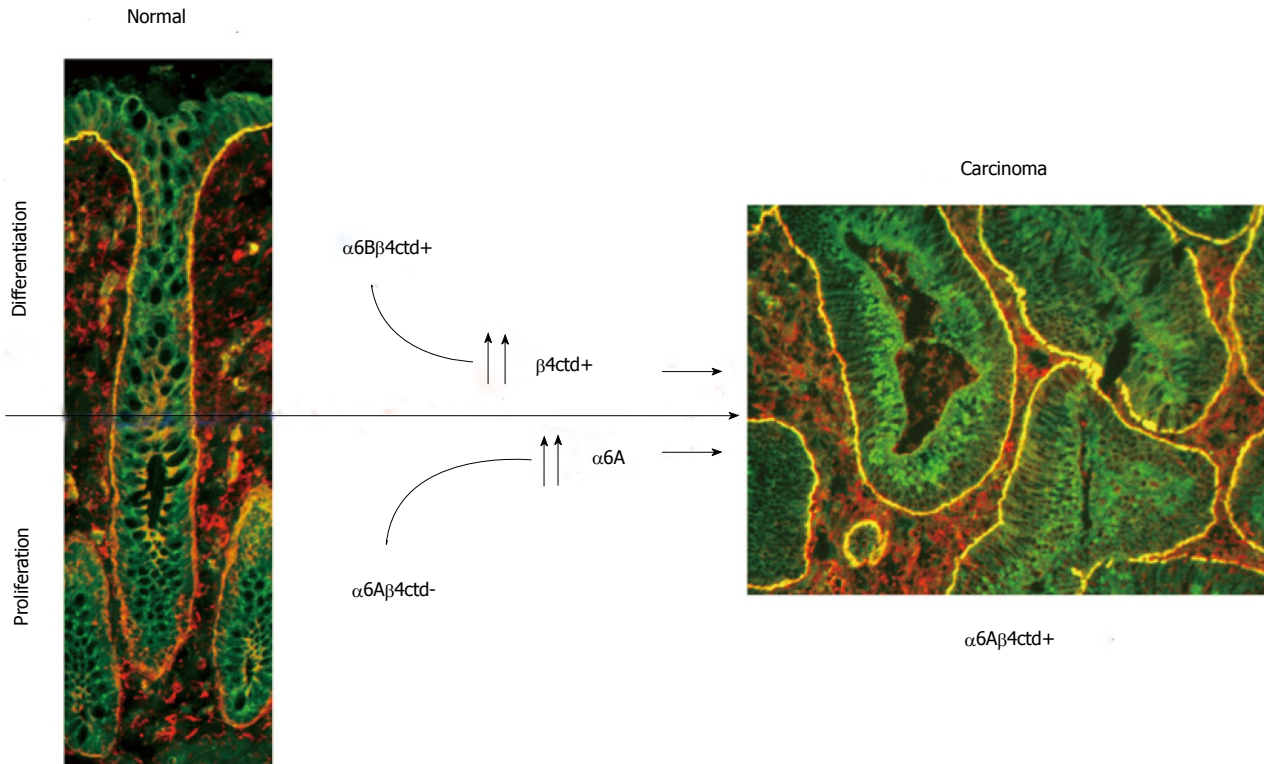 Normal
Carcinoma
Differentiation
α6Bβ4ctd+
β4ctd+
α6A
Proliferation
α6Aβ4ctd-
α6Aβ4ctd+